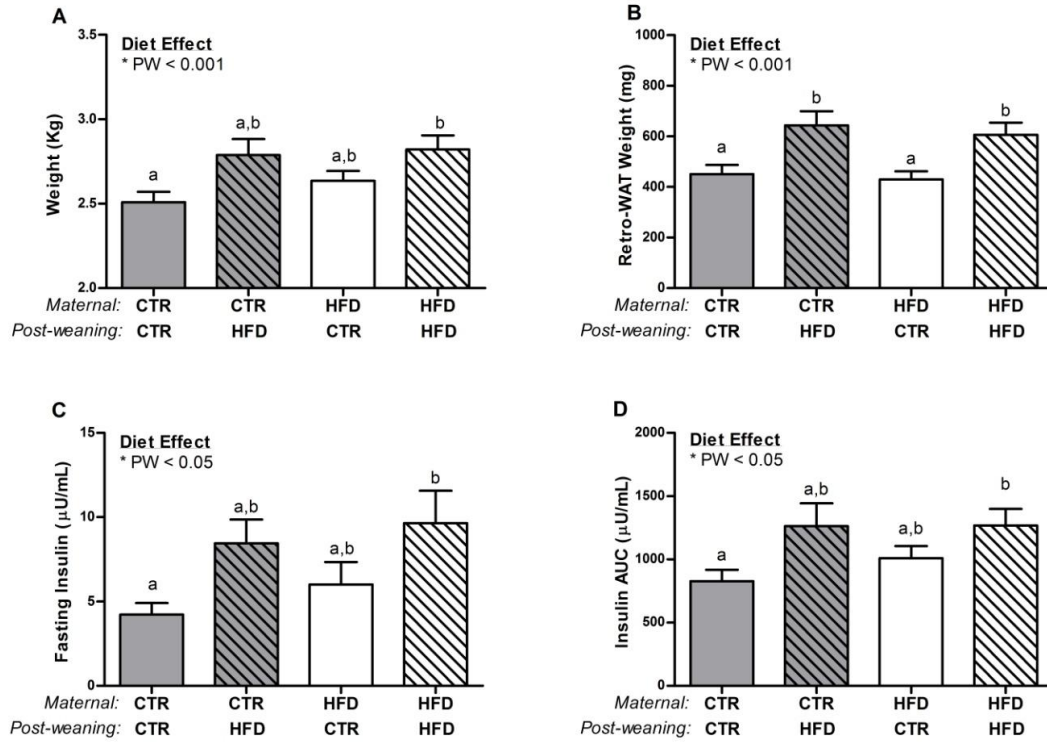 A
Diet Effect
* PW < 0.001
Weight (Kg)
3.5
3.0
2.5
2.0
a
a,b
a,b
b
Maternal: CTR CTR HFD HFD
Post-weaning: CTR HFD CTR HFD
B
Diet Effect
* PW < 0.001
Retro-WAT Weight (mg)
1000
800
600
400
200
0
a
b
a
b
Maternal: CTR CTR HFD HFD
Post-weaning: CTR HFD CTR HFD
C
Diet Effect
* PW < 0.05
Fasting Insulin (μU/mL)
15
10
5
0
a
a,b
a,b
b
Maternal: CTR CTR HFD HFD
Post-weaning: CTR HFD CTR HFD
D
Diet Effect
* PW < 0.05
Insulin AUC (μU/mL)
2000
1500
1000
500
0
a
a,b
a,b
b
Maternal: CTR CTR HFD HFD
Post-weaning: CTR HFD CTR HFD